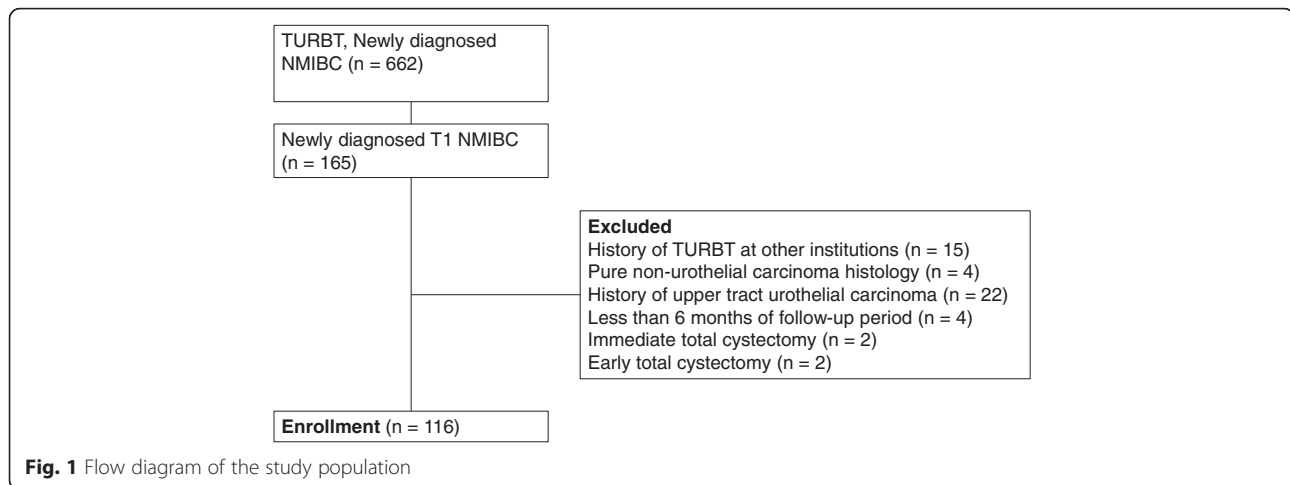 TURBT, Newly diagnosed
NMIBC (n = 662)
Newly diagnosed T1 NMIBC
(n = 165)
Excluded
History of TURBT at other institutions (n = 15)
Pure non-urothelial carcinoma histology (n = 4)
History of upper tract urothelial carcinoma (n = 22)
Less than 6 months of follow-up period (n = 4)
Immediate total cystectomy (n = 2)
Early total cystectomy (n = 2)
Enrollment (n = 116)
Fig. 1 Flow diagram of the study population